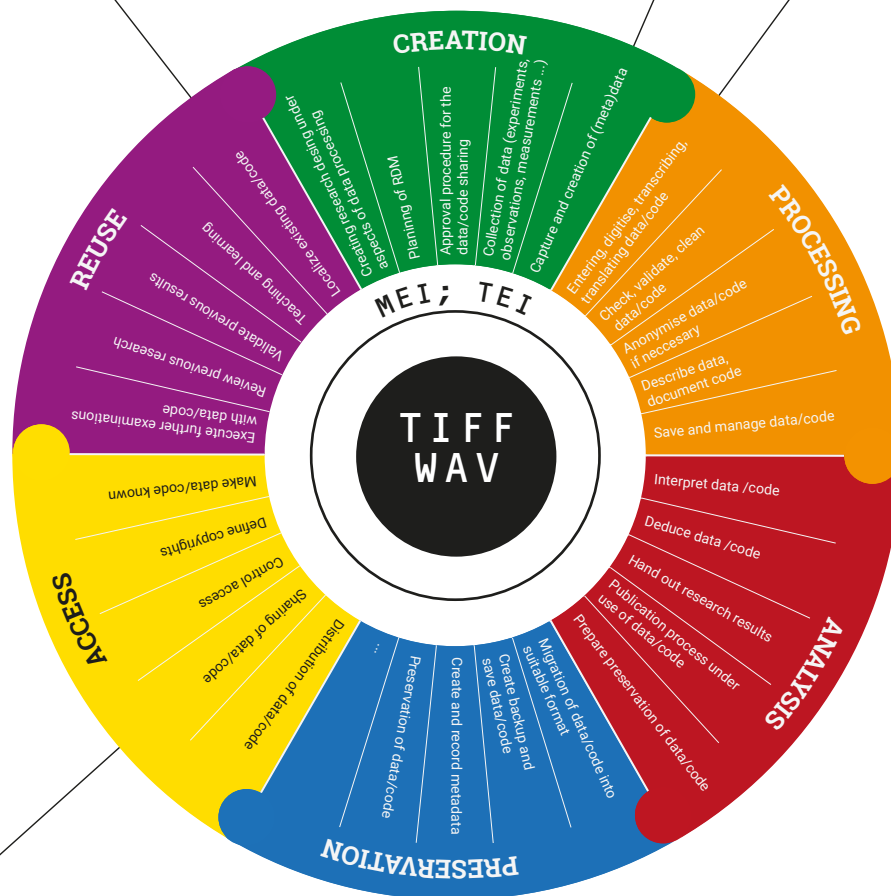 CREATION
Creating research desing under
aspects of data processing
Planing of RDM
Approval procedure for the
data/code sharing
Collection of data (experiments,
observations, measurements ...)
Capture and creation of (meta)data
PROCESSING
Entering, digitise, transcribing,
translating data/code
Check, validate, clean
data/code
Anonymise data/code
if neccesary
Describe data,
document code
Save and manage data/code
ANALYSIS
Interpret data /code
Deduce data /code
Hand out research results
Publication process under
use of data/code
Prepare preservation of data/code
PRESERVATION
Migration of data/code into
suitable format
Create backup and
save data/code
Create and record metadata
Preservation of data/code
...
ACCESS
Distribution of data/code
Sharing of data/code
Control access
Define copyrights
Make data/code known
REUSE
Execute further examinations
with data/code
Review previous research
Validate previous results
Teaching and learning
Localize existing data/code
MEI; TEI
TIFF
WAV